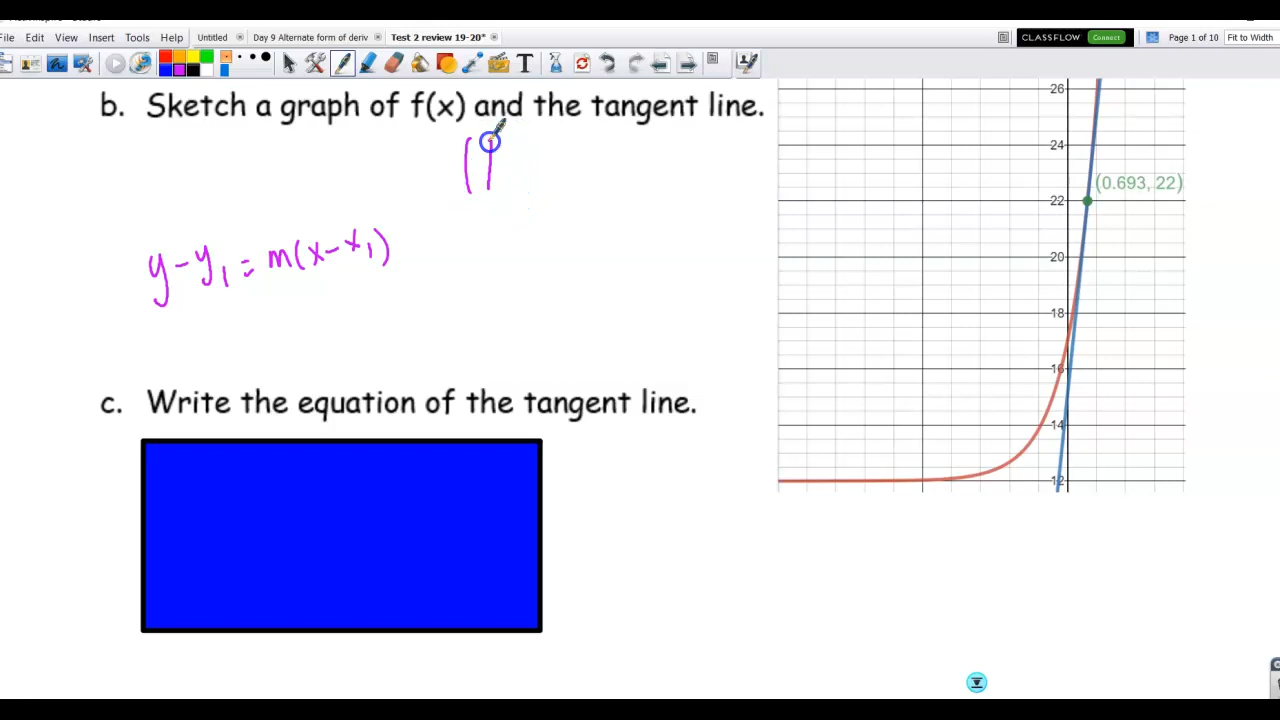 File Edit View Insert Tools Help Untitled Day 9 Alternate form of deriv Test 2 review 19-20* CLASSFLOW Connect Page 1 of 10 Fit to Width
b. Sketch a graph of f(x) and the tangent line.
y-y₁ = m(x-x₁)
c. Write the equation of the tangent line.
26
24
(0.693, 22)
22
20
18
16
14
12